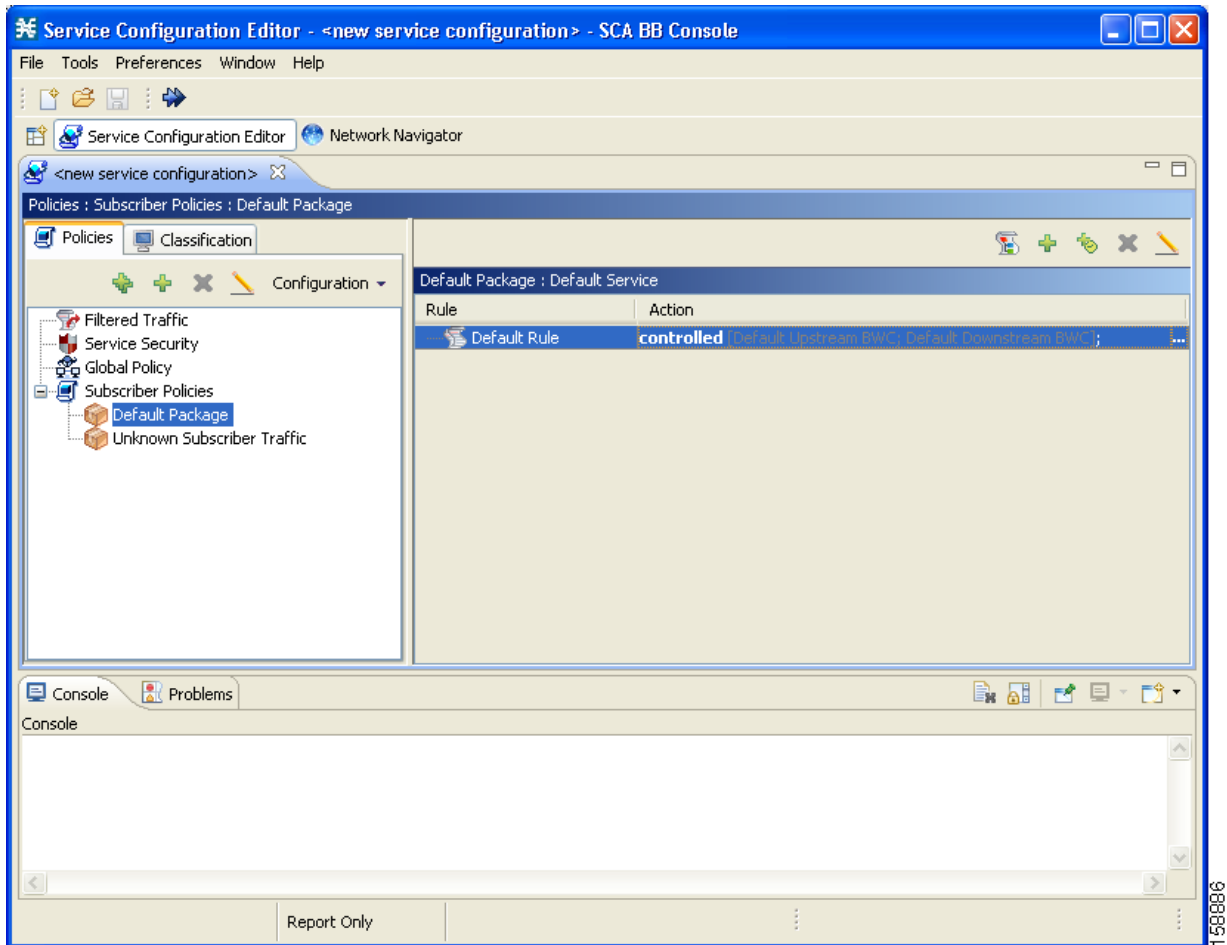 Service Configuration Editor - <new service configuration> - SCA BB Console
File Tools Preferences Window Help
Service Configuration Editor Network Navigator
<new service configuration>
Policies : Subscriber Policies : Default Package
Policies Classification
Configuration
Filtered Traffic
Service Security
Global Policy
Subscriber Policies
Default Package
Unknown Subscriber Traffic
Default Package : Default Service
Rule Action
Default Rule controlled [Default Upstream BWC; Default Downstream BWC]; ...
Console Problems
Console
Report Only
158886